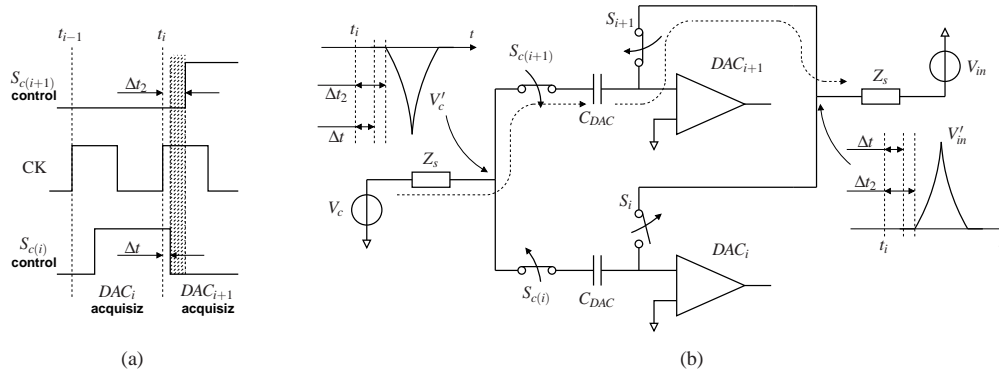 (a)
t_{i−1}
t_i
S_{c(i+1)}
control
Δt_2
CK
S_{c(i)}
control
Δt
DAC_i
acquisiz
DAC_{i+1}
acquisiz
(b)
t_i
t
Δt_2
Δt
V'_c
Z_s
V_c
S_{c(i+1)}
C_{DAC}
S_{i+1}
DAC_{i+1}
Z_s
V_{in}
V'_{in}
Δt
Δt_2
t_i
S_i
DAC_i
S_{c(i)}
C_{DAC}
(a)
(b)